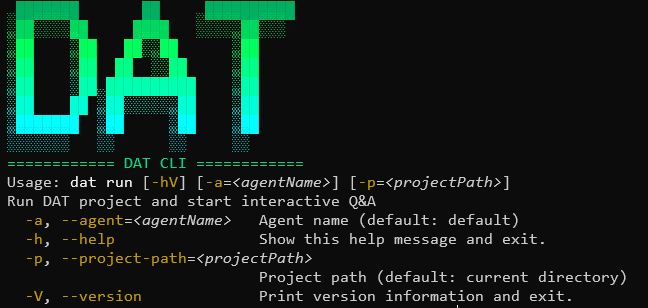 DAT
============ DAT CLI ============
Usage: dat run [-hV] [-a=<agentName>] [-p=<projectPath>]
Run DAT project and start interactive Q&A
  -a, --agent=<agentName>   Agent name (default: default)
  -h, --help                Show this help message and exit.
  -p, --project-path=<projectPath>
                            Project path (default: current directory)
  -V, --version             Print version information and exit.